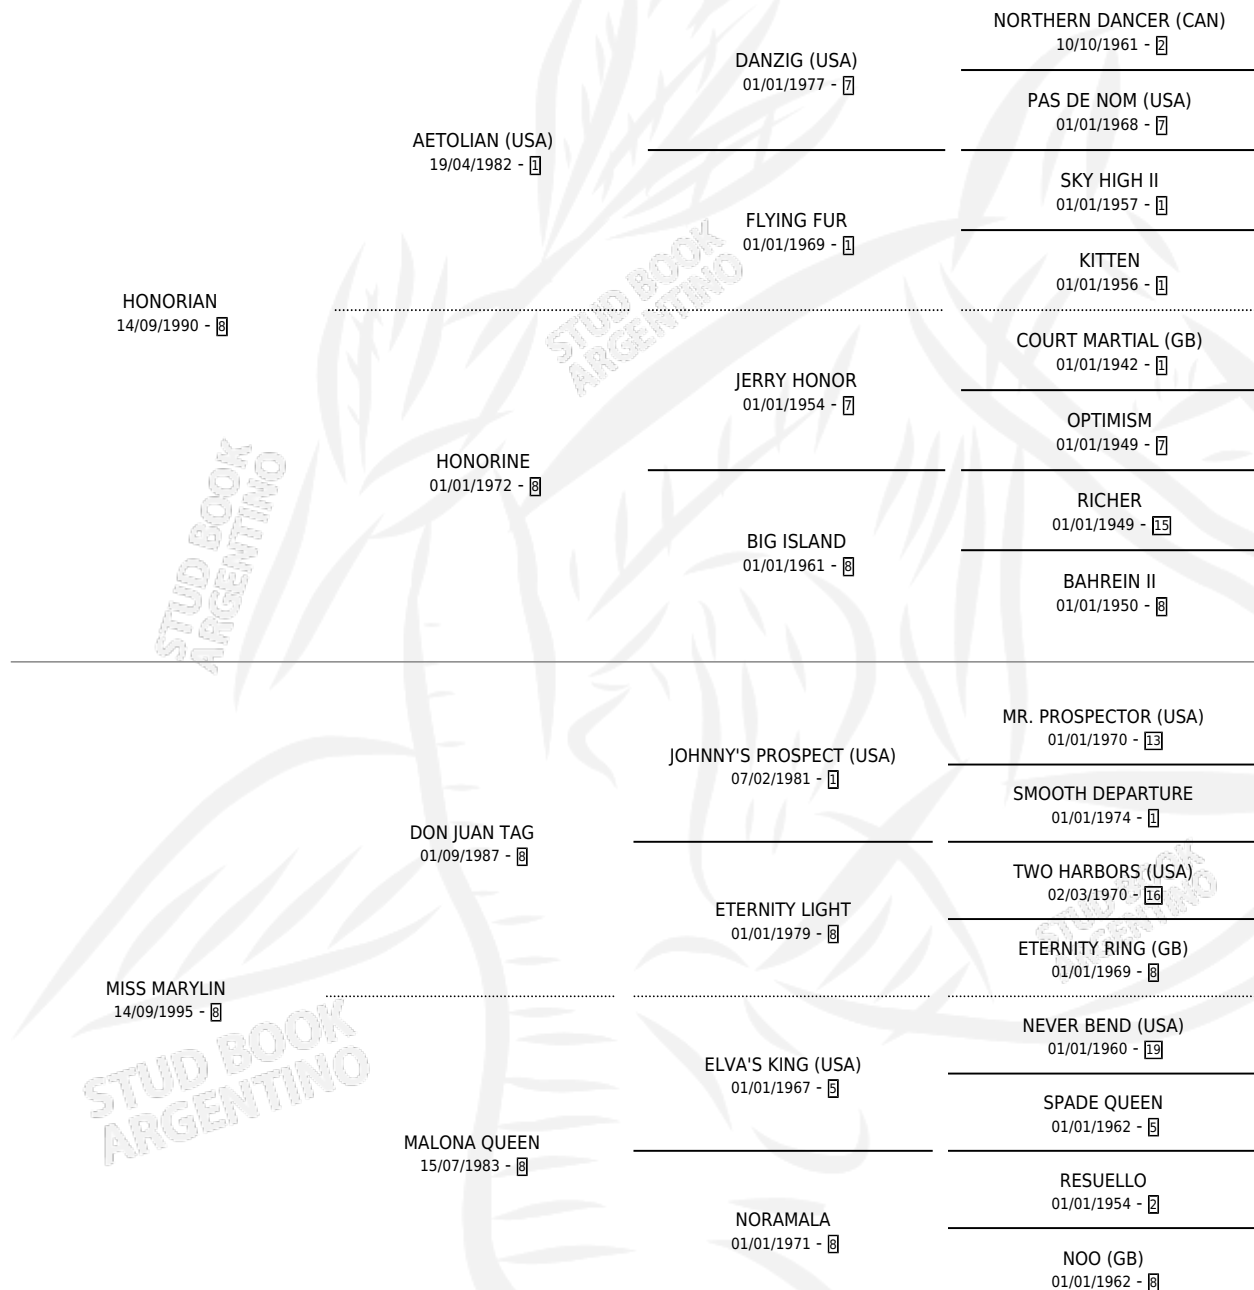 NORTHERN DANCER (CAN)
10/10/1961 - 2
DANZIG (USA)
01/01/1977 - 7
PAS DE NOM (USA)
01/01/1968 - 7
AETOLIAN (USA)
19/04/1982 - 1
SKY HIGH II
01/01/1957 - 1
FLYING FUR
01/01/1969 - 1
KITTEN
01/01/1956 - 1
HONORIAN
14/09/1990 - 8
COURT MARTIAL (GB)
01/01/1942 - 1
JERRY HONOR
01/01/1954 - 7
OPTIMISM
01/01/1949 - 7
HONORINE
01/01/1972 - 8
RICHER
01/01/1949 - 15
BIG ISLAND
01/01/1961 - 8
BAHREIN II
01/01/1950 - 8
MR. PROSPECTOR (USA)
01/01/1970 - 13
JOHNNY'S PROSPECT (USA)
07/02/1981 - 1
SMOOTH DEPARTURE
01/01/1974 - 1
DON JUAN TAG
01/09/1987 - 8
TWO HARBORS (USA)
02/03/1970 - 16
ETERNITY LIGHT
01/01/1979 - 8
ETERNITY RING (GB)
01/01/1969 - 8
MISS MARYLIN
14/09/1995 - 8
NEVER BEND (USA)
01/01/1960 - 19
ELVA'S KING (USA)
01/01/1967 - 5
SPADE QUEEN
01/01/1962 - 5
MALONA QUEEN
15/07/1983 - 8
RESUELLO
01/01/1954 - 2
NORAMALA
01/01/1971 - 8
NOO (GB)
01/01/1962 - 8
STUD BOOK
ARGENTINO
STUD BOOK
ARGENTINO
STUD BOOK
ARGENTINO
STUD BOOK
ARGENTINO